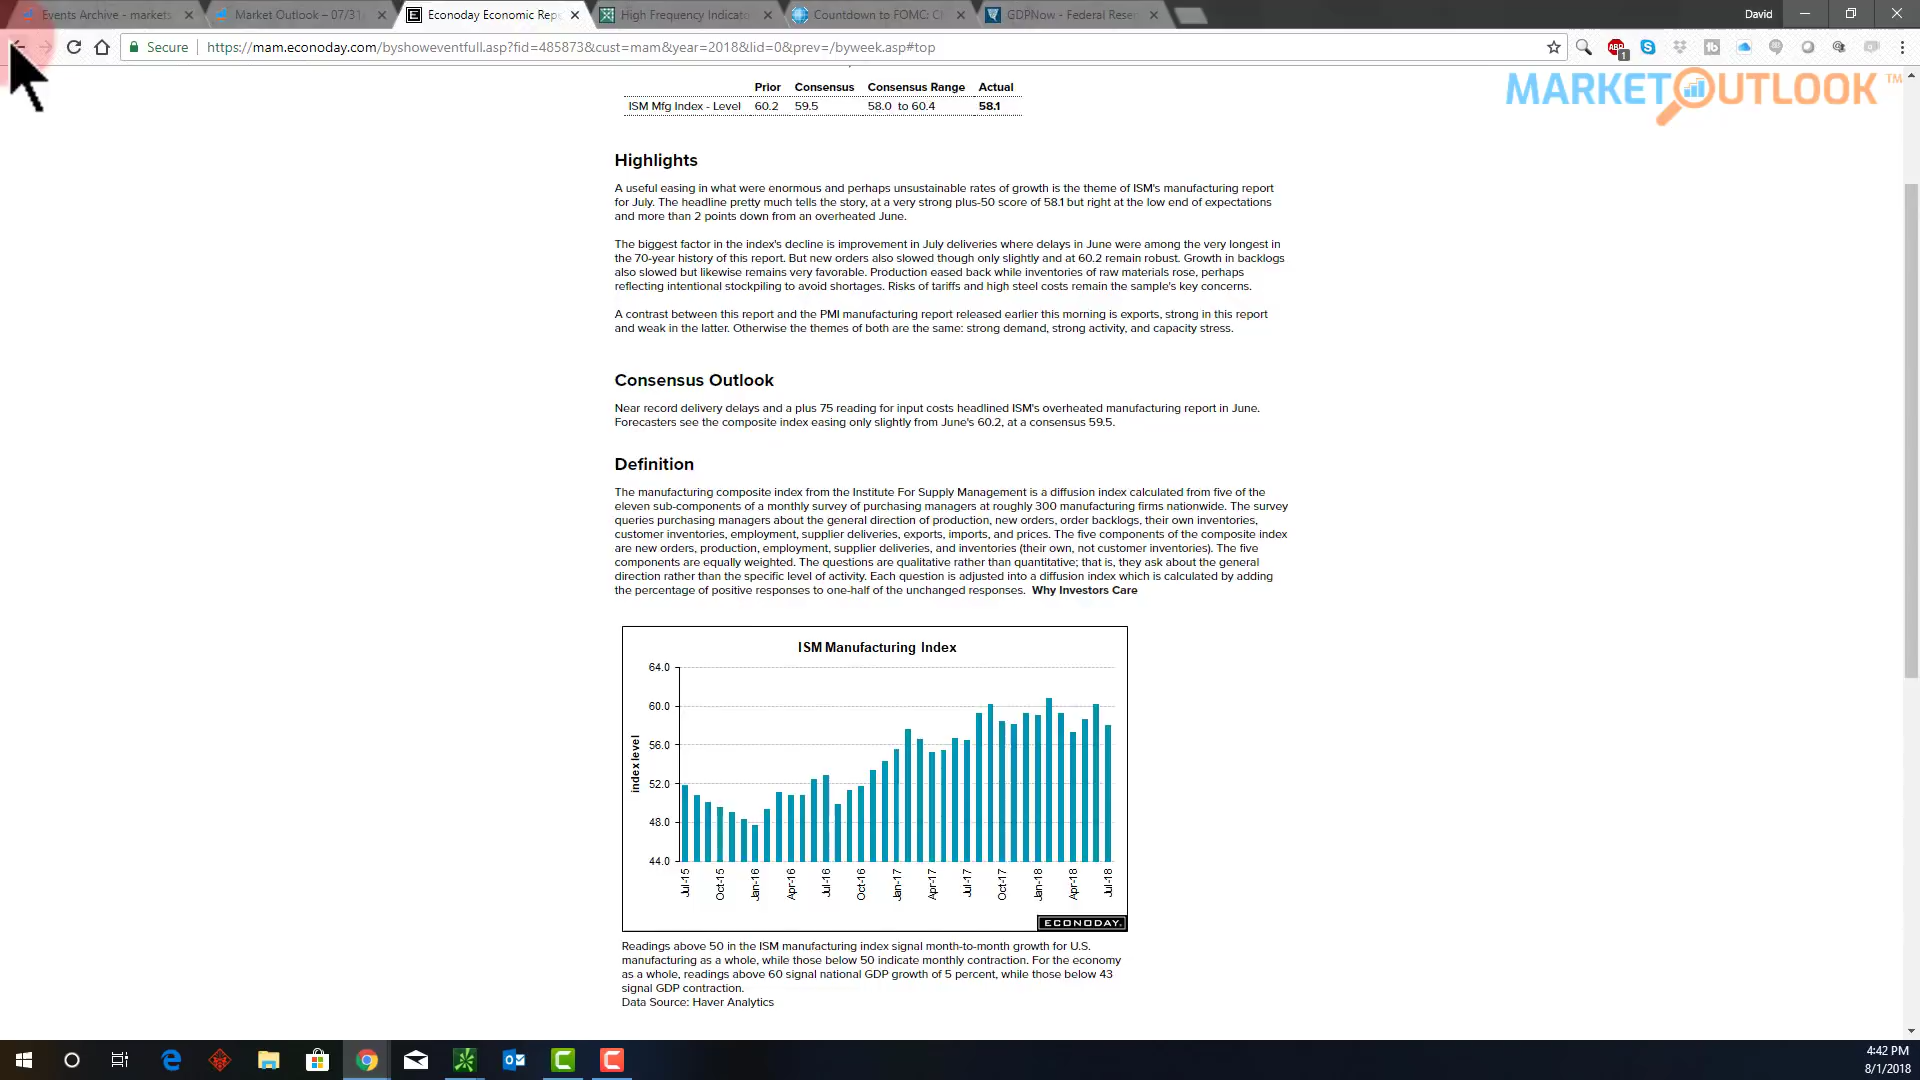 Events Archive - markets
Market Outlook – 07/31
Econoday Economic Rep
High Frequency Indicato
Countdown to FOMC: C
GDPNow - Federal Rese
David
Secure
https://mam.econoday.com/byshoweventfull.asp?fid=485873&cust=mam&year=2018&lid=0&prev=/byweek.asp#top
MARKETOUTLOOK™
Prior Consensus Consensus Range Actual
ISM Mfg Index - Level 60.2 59.5 58.0 to 60.4 58.1
Highlights
A useful easing in what were enormous and perhaps unsustainable rates of growth is the theme of ISM's manufacturing report
for July. The headline pretty much tells the story, at a very strong plus-50 score of 58.1 but right at the low end of expectations
and more than 2 points down from an overheated June.
The biggest factor in the index's decline is improvement in July deliveries where delays in June were among the very longest in
the 70-year history of this report. But new orders also slowed though only slightly and at 60.2 remain robust. Growth in backlogs
also slowed but likewise remains very favorable. Production eased back while inventories of raw materials rose, perhaps
reflecting intentional stockpiling to avoid shortages. Risks of tariffs and high steel costs remain the sample's key concerns.
A contrast between this report and the PMI manufacturing report released earlier this morning is exports, strong in this report
and weak in the latter. Otherwise the themes of both are the same: strong demand, strong activity, and capacity stress.
Consensus Outlook
Near record delivery delays and a plus 75 reading for input costs headlined ISM's overheated manufacturing report in June.
Forecasters see the composite index easing only slightly from June's 60.2, at a consensus 59.5.
Definition
The manufacturing composite index from the Institute For Supply Management is a diffusion index calculated from five of the
eleven sub-components of a monthly survey of purchasing managers at roughly 300 manufacturing firms nationwide. The survey
queries purchasing managers about the general direction of production, new orders, order backlogs, their own inventories,
customer inventories, employment, supplier deliveries, exports, imports, and prices. The five components of the composite index
are new orders, production, employment, supplier deliveries, and inventories (their own, not customer inventories). The five
components are equally weighted. The questions are qualitative rather than quantitative; that is, they ask about the general
direction rather than the specific level of activity. Each question is adjusted into a diffusion index which is calculated by adding
the percentage of positive responses to one-half of the unchanged responses. Why Investors Care
ISM Manufacturing Index
index level
64.0
60.0
56.0
52.0
48.0
44.0
Jul-15 Oct-15 Jan-16 Apr-16 Jul-16 Oct-16 Jan-17 Apr-17 Jul-17 Oct-17 Jan-18 Apr-18 Jul-18
ECONODAY
Readings above 50 in the ISM manufacturing index signal month-to-month growth for U.S.
manufacturing as a whole, while those below 50 indicate monthly contraction. For the economy
as a whole, readings above 60 signal national GDP growth of 5 percent, while those below 43
signal GDP contraction.
Data Source: Haver Analytics
4:42 PM
8/1/2018